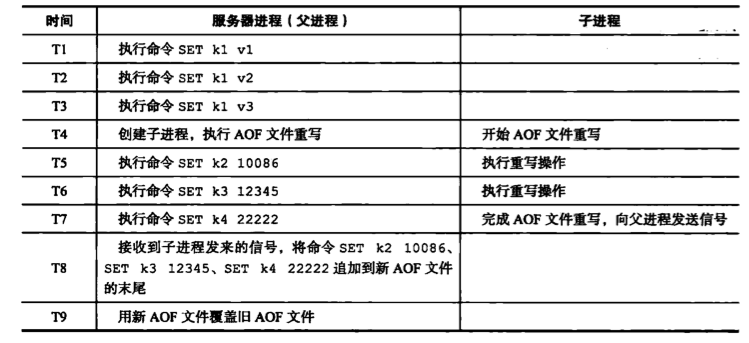 时间 服务器进程（父进程） 子进程
T1 执行命令 SET k1 v1
T2 执行命令 SET k1 v2
T3 执行命令 SET k1 v3
T4 创建子进程，执行 AOF 文件重写 开始 AOF 文件重写
T5 执行命令 SET k2 10086 执行重写操作
T6 执行命令 SET k3 12345 执行重写操作
T7 执行命令 SET k4 22222 完成 AOF 文件重写，向父进程发送信号
接收到子进程发来的信号，将命令 SET k2 10086、
T8 SET k3 12345、SET k4 22222 追加到新 AOF 文件
的末尾
T9 用新 AOF 文件覆盖旧 AOF 文件